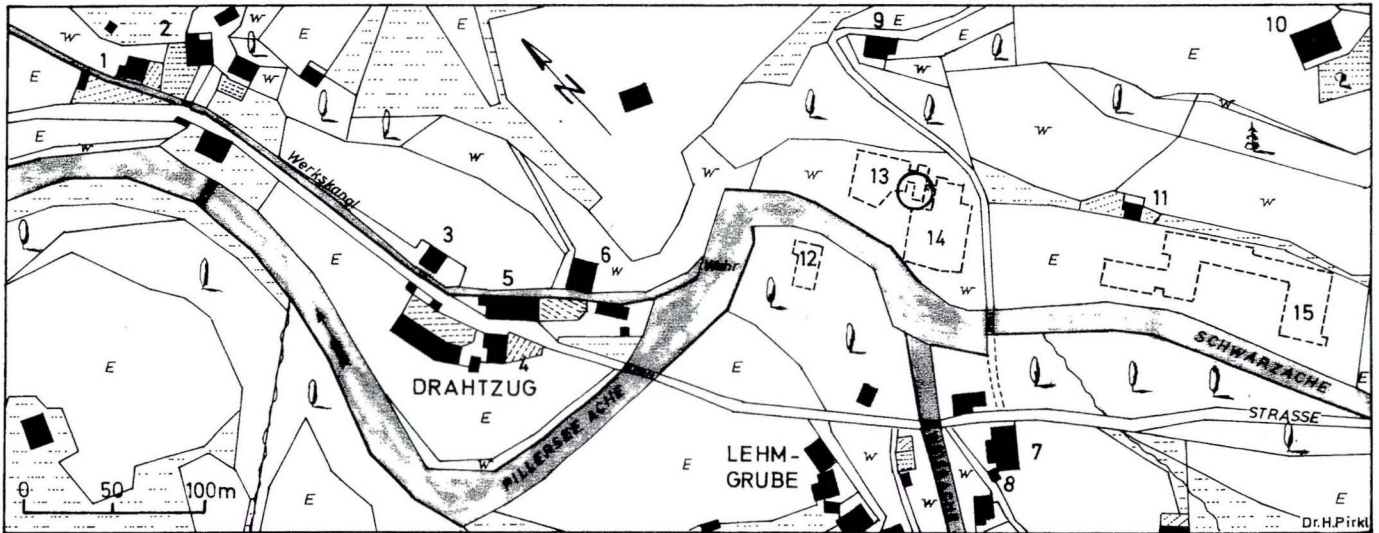 9
E
10
2
W
E
1
W
E
E
W
N
W
W
13
11
W
Werkskanal
3
14
12
E
W
5
6
W
15
Wehr
W
E
4
DRAHTZUG
E
PILLERSEE ACHE
SCHWARZACHE
E
STRASSE
LEHM-
GRUBE
E
W
7
8
W
W
E
E
E
0 50 100m
E
Dr.H.Pirkl